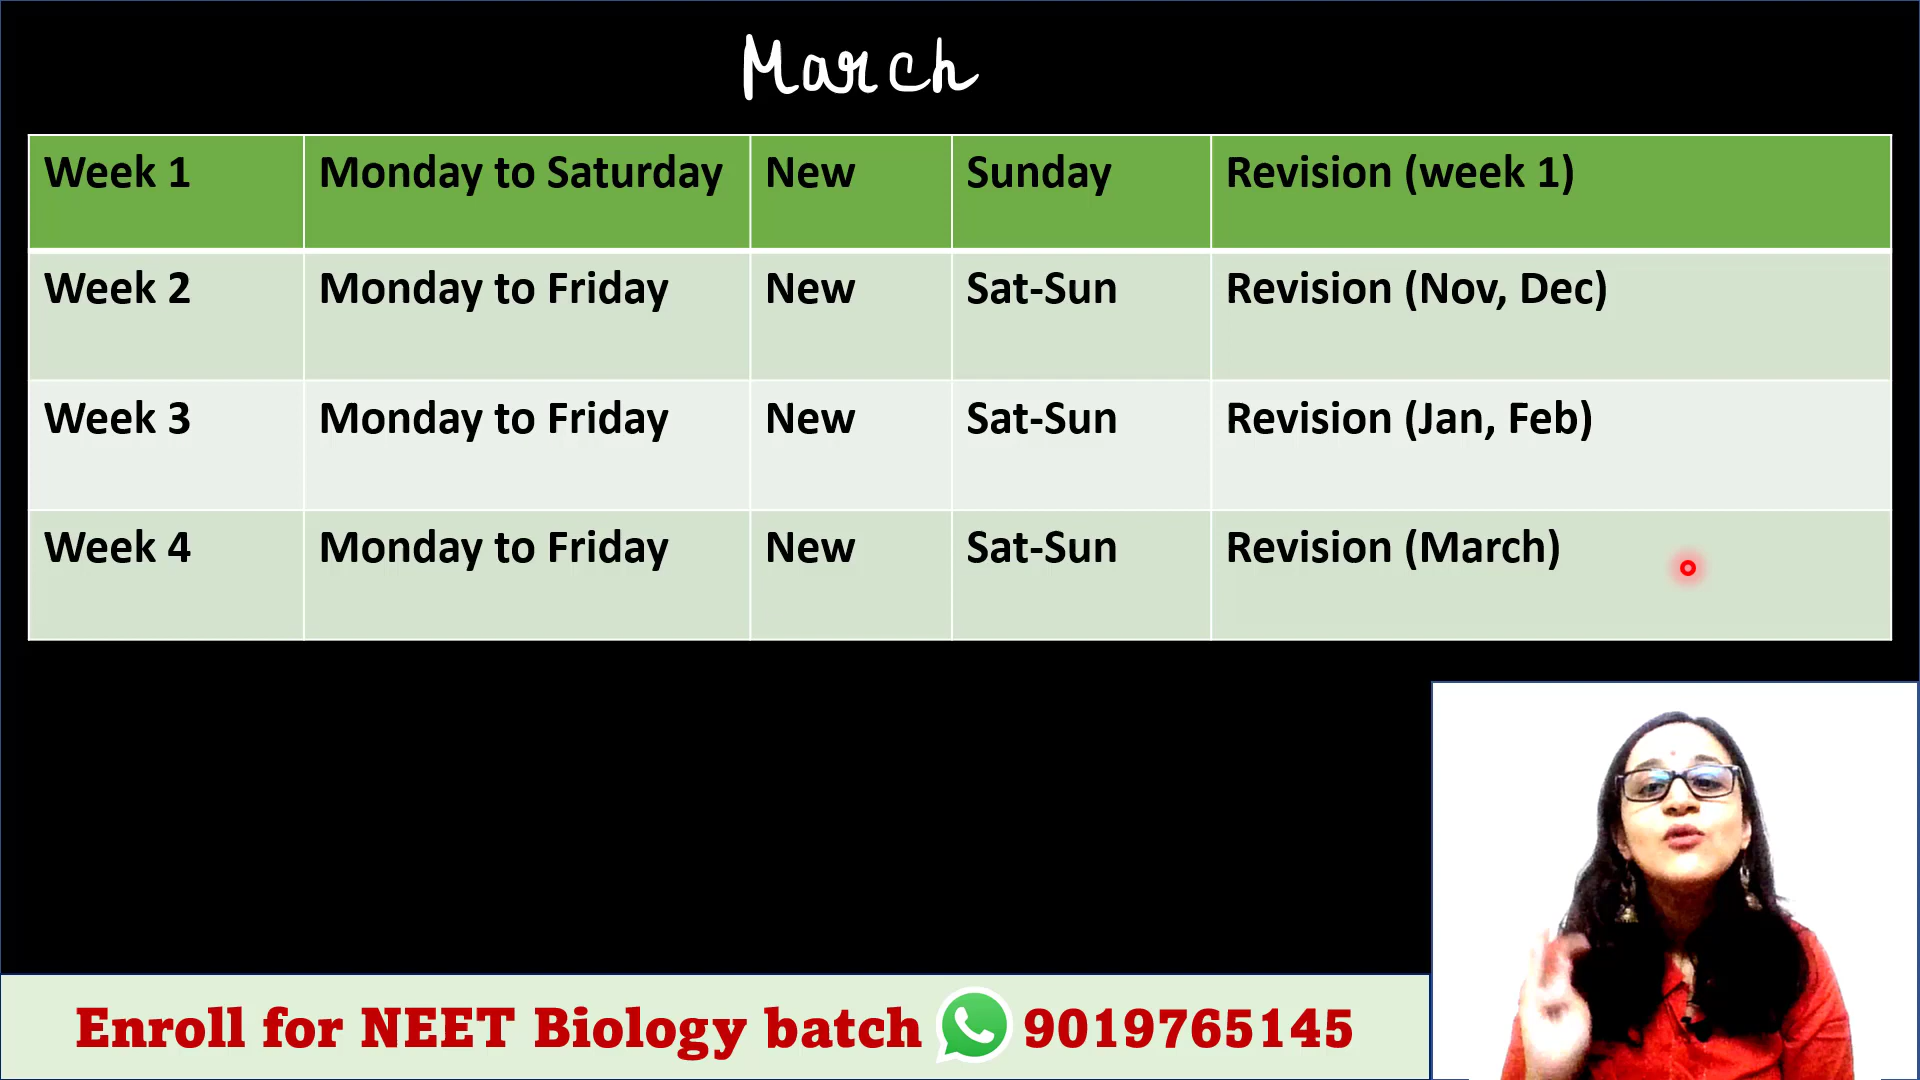 March
Week 1 Monday to Saturday New Sunday Revision (week 1)
Week 2 Monday to Friday New Sat-Sun Revision (Nov, Dec)
Week 3 Monday to Friday New Sat-Sun Revision (Jan, Feb)
Week 4 Monday to Friday New Sat-Sun Revision (March)
Enroll for NEET Biology batch 9019765145